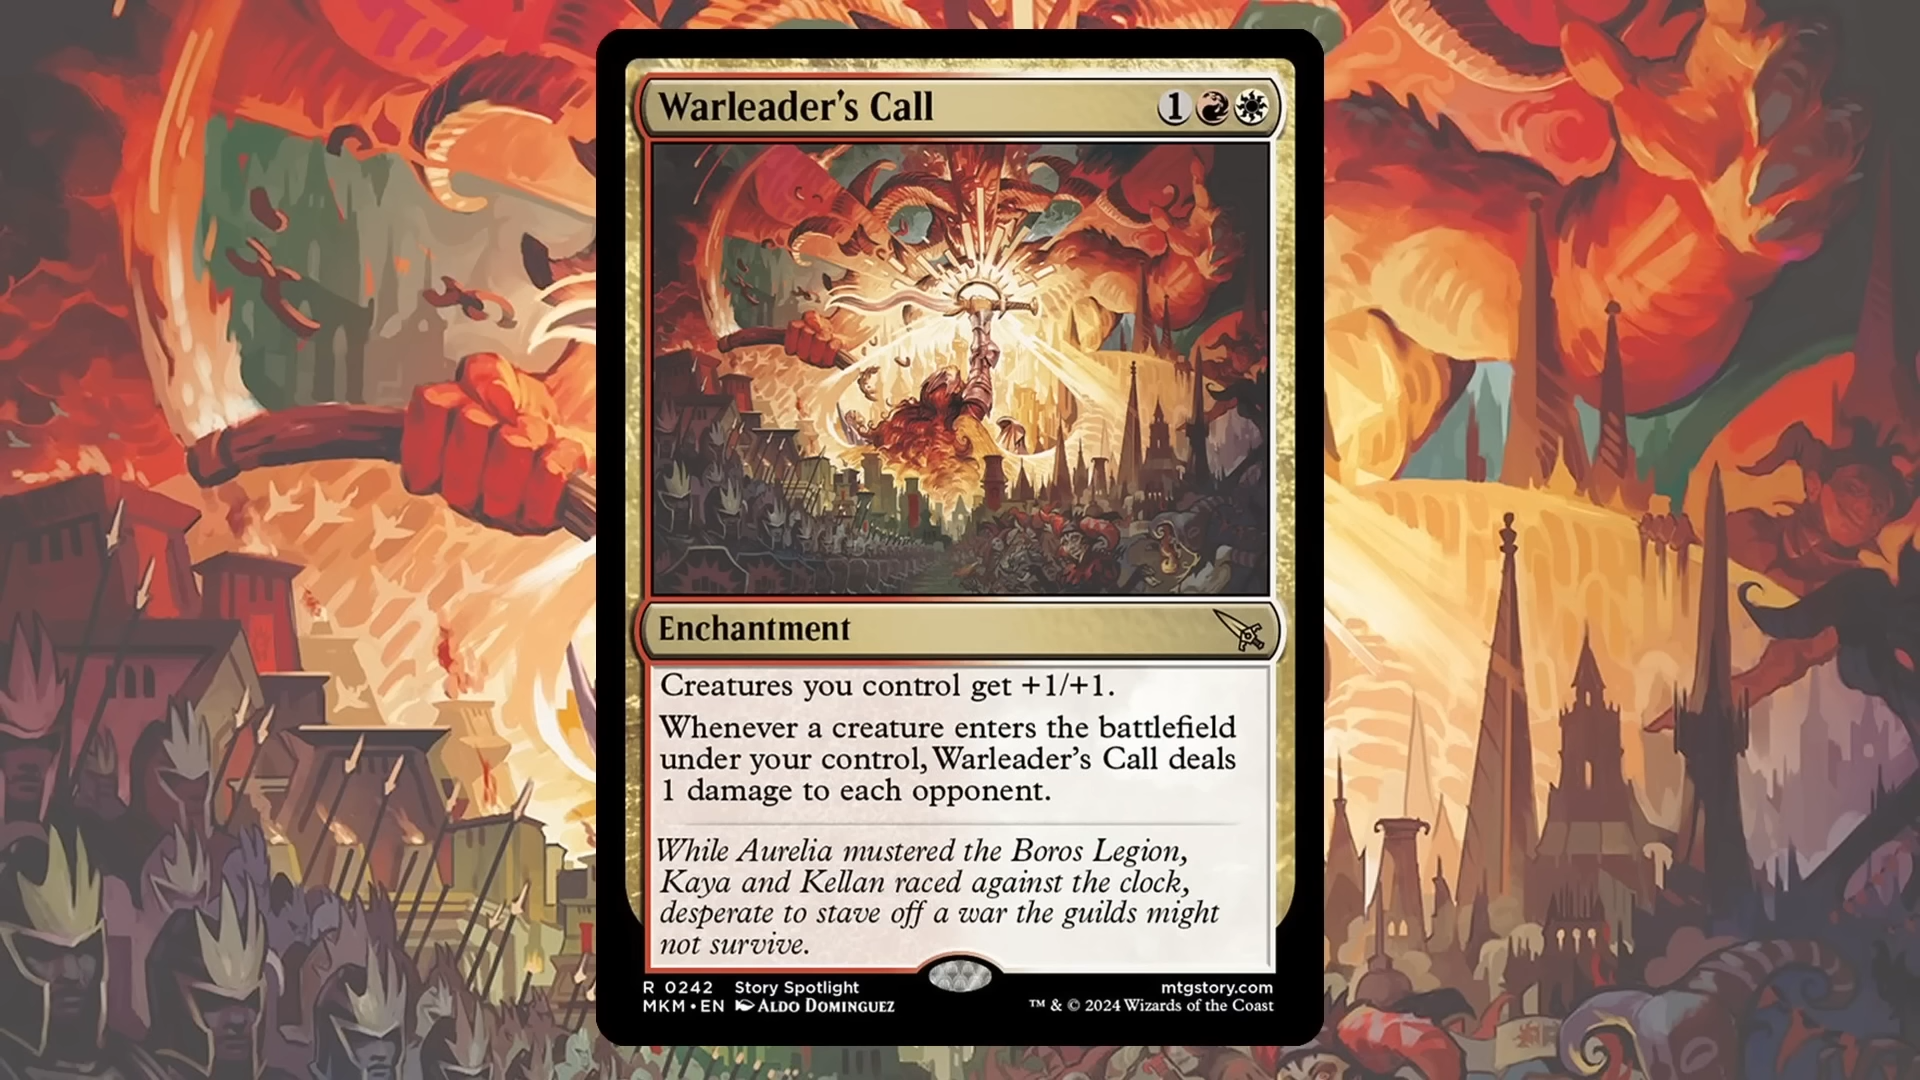 Warleader's Call 1
Enchantment
Creatures you control get +1/+1.
Whenever a creature enters the battlefield
under your control, Warleader's Call deals
1 damage to each opponent.
While Aurelia mustered the Boros Legion,
Kaya and Kellan raced against the clock,
desperate to stave off a war the guilds might
not survive.
R 0242 Story Spotlight mtgstory.com
MKM • EN Aldo Dominguez ™ & © 2024 Wizards of the Coast